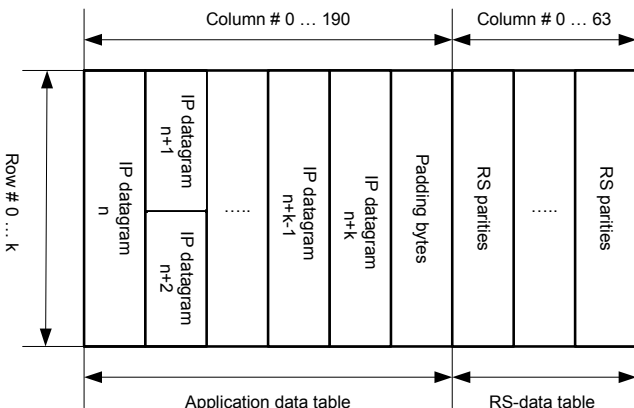 Column # 0 … 190
Column # 0 … 63
Row # 0 … k
IP datagram
n
IP datagram
n+1
IP datagram
n+2
.....
IP datagram
n+k-1
IP datagram
n+k
Padding bytes
RS parities
.....
RS parities
Application data table
RS-data table